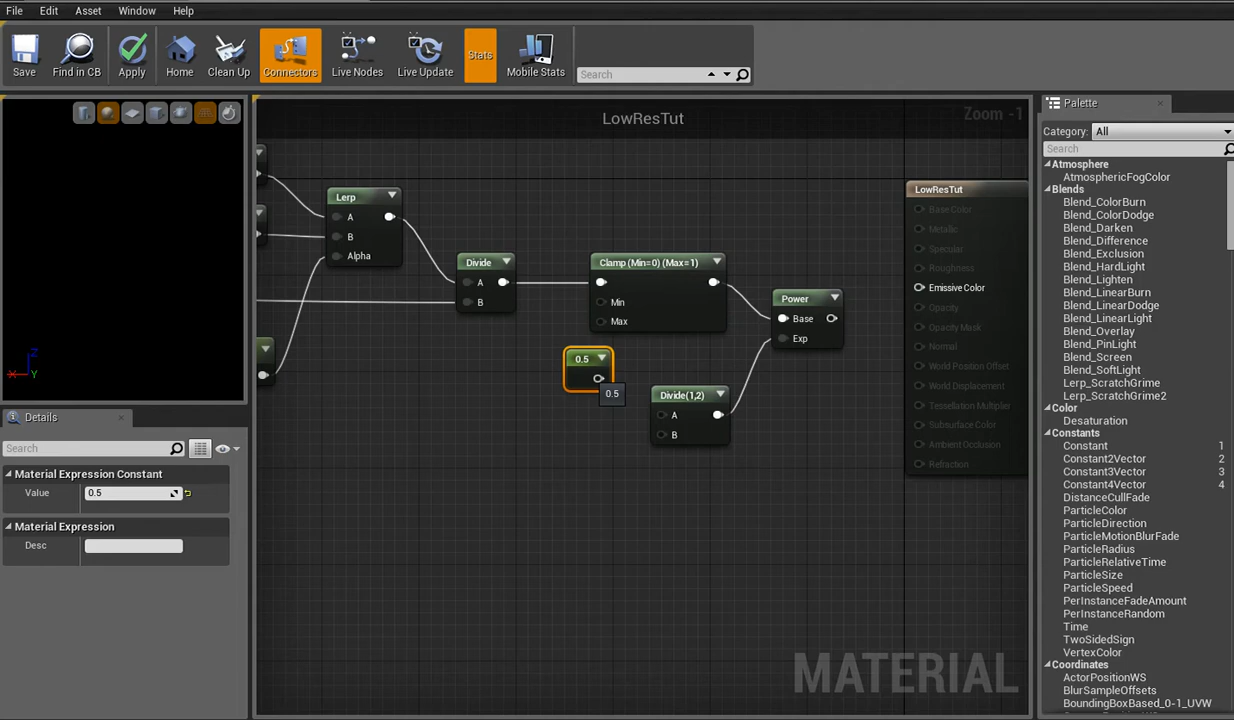 File Edit Asset Window Help
Save Find in CB Apply Home Clean Up Connectors Live Nodes Live Update Stats Mobile Stats Search
LowResTut
Zoom -1
Lerp
A
B
Alpha
Divide
A
B
Clamp (Min=0) (Max=1)
Min
Max
Power
Base
Exp
0.5
0.5
Divide(1,2)
A
B
LowResTut
Base Color
Metallic
Specular
Roughness
Emissive Color
Opacity
Opacity Mask
Normal
World Position Offset
World Displacement
Tessellation Multiplier
Subsurface Color
Ambient Occlusion
Refraction
MATERIAL
X Y Z
Details
Search
Material Expression Constant
Value 0.5
Material Expression
Desc
Palette
Category: All
Search
Atmosphere
AtmosphericFogColor
Blends
Blend_ColorBurn
Blend_ColorDodge
Blend_Darken
Blend_Difference
Blend_Exclusion
Blend_HardLight
Blend_Lighten
Blend_LinearBurn
Blend_LinearDodge
Blend_LinearLight
Blend_Overlay
Blend_PinLight
Blend_Screen
Blend_SoftLight
Lerp_ScratchGrime
Lerp_ScratchGrime2
Color
Desaturation
Constants
Constant 1
Constant2Vector 2
Constant3Vector 3
Constant4Vector 4
DistanceCullFade
ParticleColor
ParticleDirection
ParticleMotionBlurFade
ParticleRadius
ParticleRelativeTime
ParticleSize
ParticleSpeed
PerInstanceFadeAmount
PerInstanceRandom
Time
TwoSidedSign
VertexColor
Coordinates
ActorPositionWS
BlurSampleOffsets
BoundingBoxBased_0-1_UVW